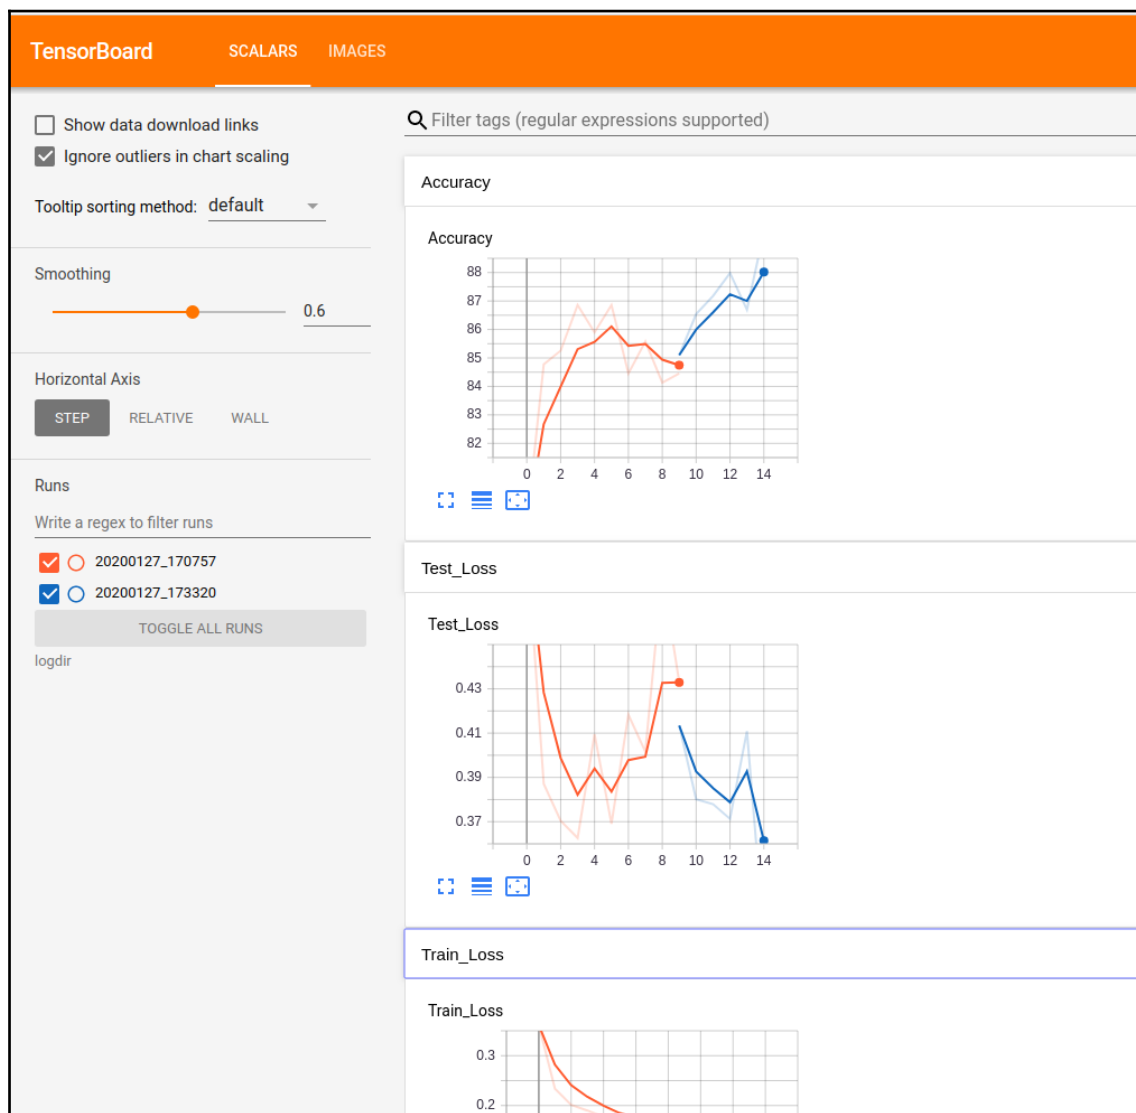 TensorBoard SCALARS IMAGES
Show data download links
Ignore outliers in chart scaling
Tooltip sorting method: default
Smoothing
0.6
Horizontal Axis
STEP RELATIVE WALL
Runs
Write a regex to filter runs
20200127_170757
20200127_173320
TOGGLE ALL RUNS
logdir
Filter tags (regular expressions supported)
Accuracy
Accuracy
88
87
86
85
84
83
82
0 2 4 6 8 10 12 14
Test_Loss
Test_Loss
0.43
0.41
0.39
0.37
0 2 4 6 8 10 12 14
Train_Loss
Train_Loss
0.3
0.2